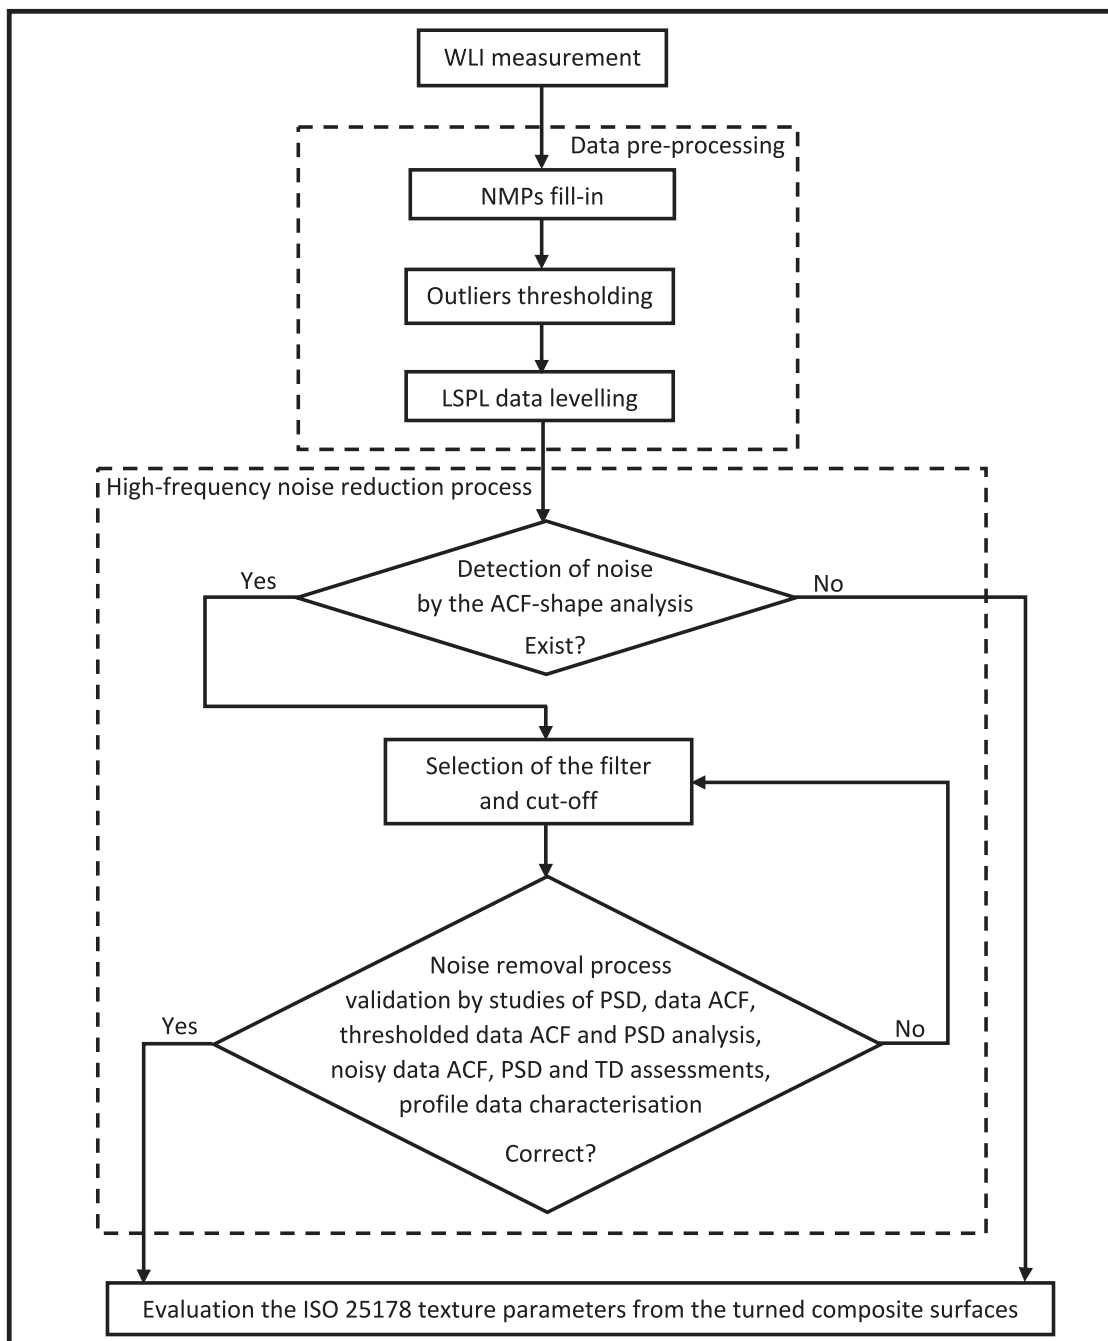 WLI measurement
Data pre-processing
NMPs fill-in
Outliers thresholding
LSPL data levelling
High-frequency noise reduction process
Yes
Detection of noise
by the ACF-shape analysis
Exist?
No
Selection of the filter
and cut-off
Noise removal process
validation by studies of PSD, data ACF,
thresholded data ACF and PSD analysis,
noisy data ACF, PSD and TD assessments,
profile data characterisation
Correct?
Yes
No
Evaluation the ISO 25178 texture parameters from the turned composite surfaces